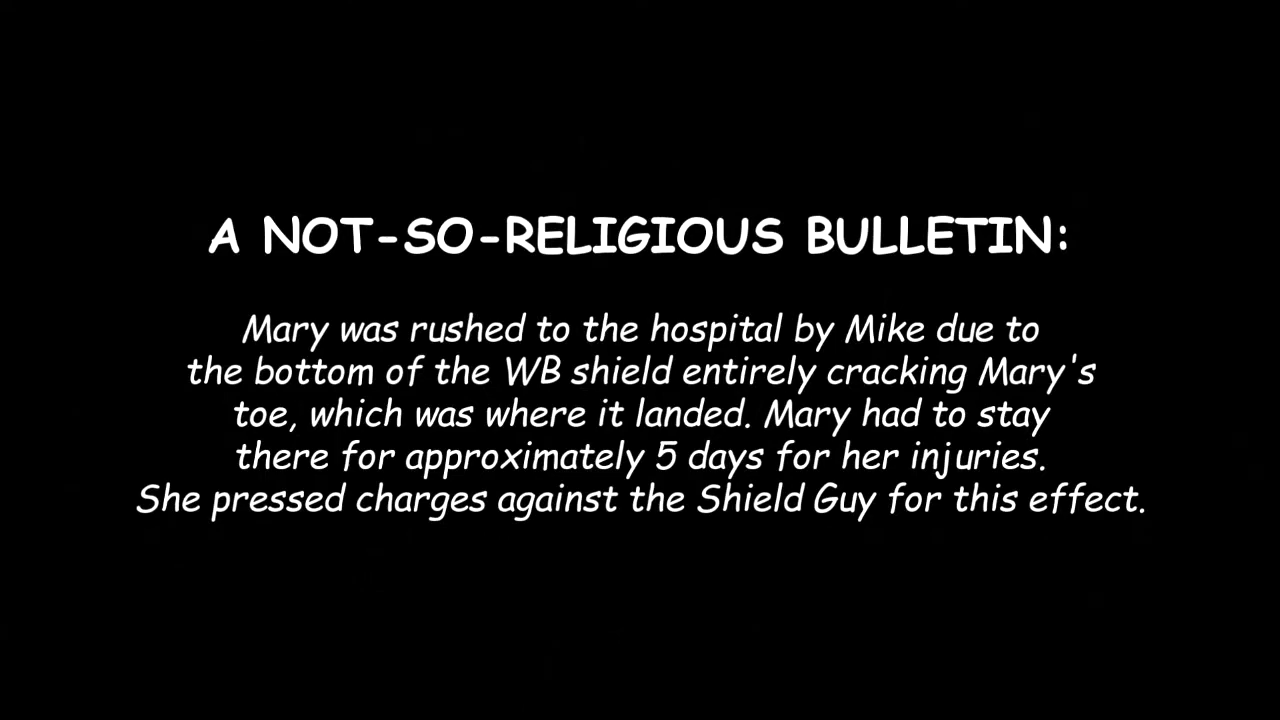 A NOT-SO-RELIGIOUS BULLETIN:
Mary was rushed to the hospital by Mike due to
the bottom of the WB shield entirely cracking Mary's
toe, which was where it landed. Mary had to stay
there for approximately 5 days for her injuries.
She pressed charges against the Shield Guy for this effect.